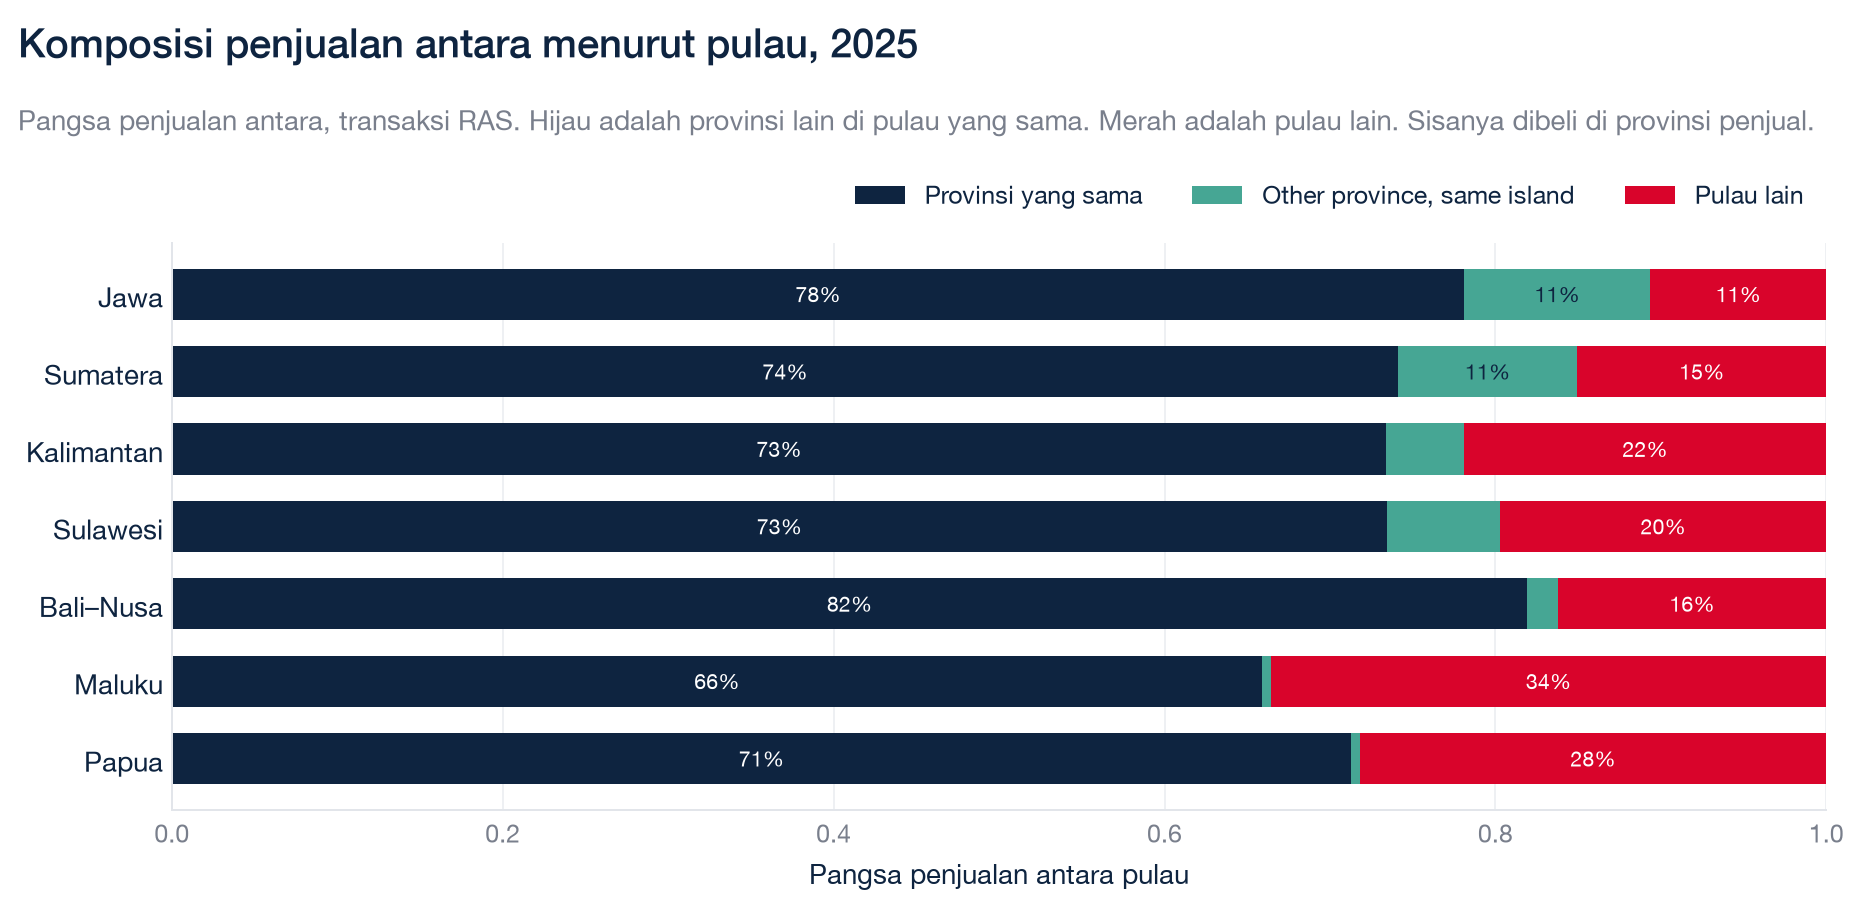 Komposisi penjualan antara menurut pulau, 2025
Pangsa penjualan antara, transaksi RAS. Hijau adalah provinsi lain di pulau yang sama. Merah adalah pulau lain. Sisanya dibeli di provinsi penjual.
Provinsi yang sama Other province, same island Pulau lain
Jawa 78% 11% 11%
Sumatera 74% 11% 15%
Kalimantan 73% 22%
Sulawesi 73% 20%
Bali–Nusa 82% 16%
Maluku 66% 34%
Papua 71% 28%
0.0 0.2 0.4 0.6 0.8 1.0
Pangsa penjualan antara pulau